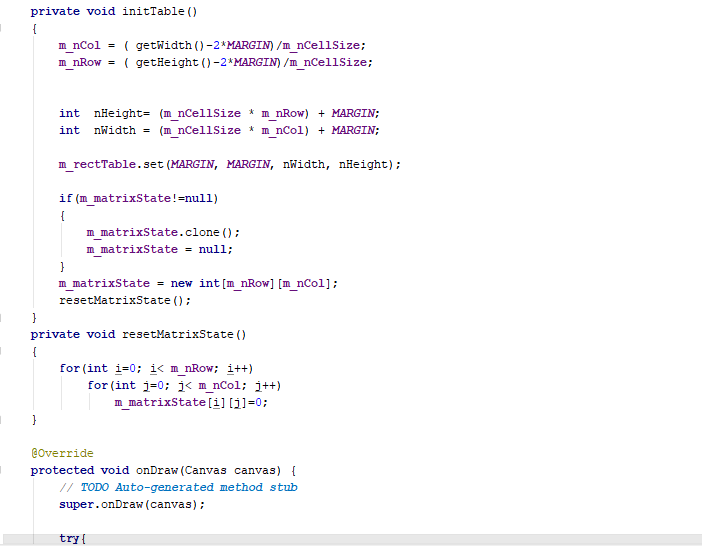 private void initTable()
{
m_nCol = ( getWidth()-2*MARGIN)/m_nCellSize;
m_nRow = ( getHeight()-2*MARGIN)/m_nCellSize;
int  nHeight= (m_nCellSize * m_nRow) + MARGIN;
int  nWidth = (m_nCellSize * m_nCol) + MARGIN;
m_rectTable.set(MARGIN, MARGIN, nWidth, nHeight);
if(m_matrixState!=null)
{
m_matrixState.clone();
m_matrixState = null;
}
m_matrixState = new int[m_nRow][m_nCol];
resetMatrixState();
}
private void resetMatrixState()
{
for(int i=0; i< m_nRow; i++)
for(int j=0; j< m_nCol; j++)
m_matrixState[i][j]=0;
}
@Override
protected void onDraw(Canvas canvas) {
// TODO Auto-generated method stub
super.onDraw(canvas);
try{